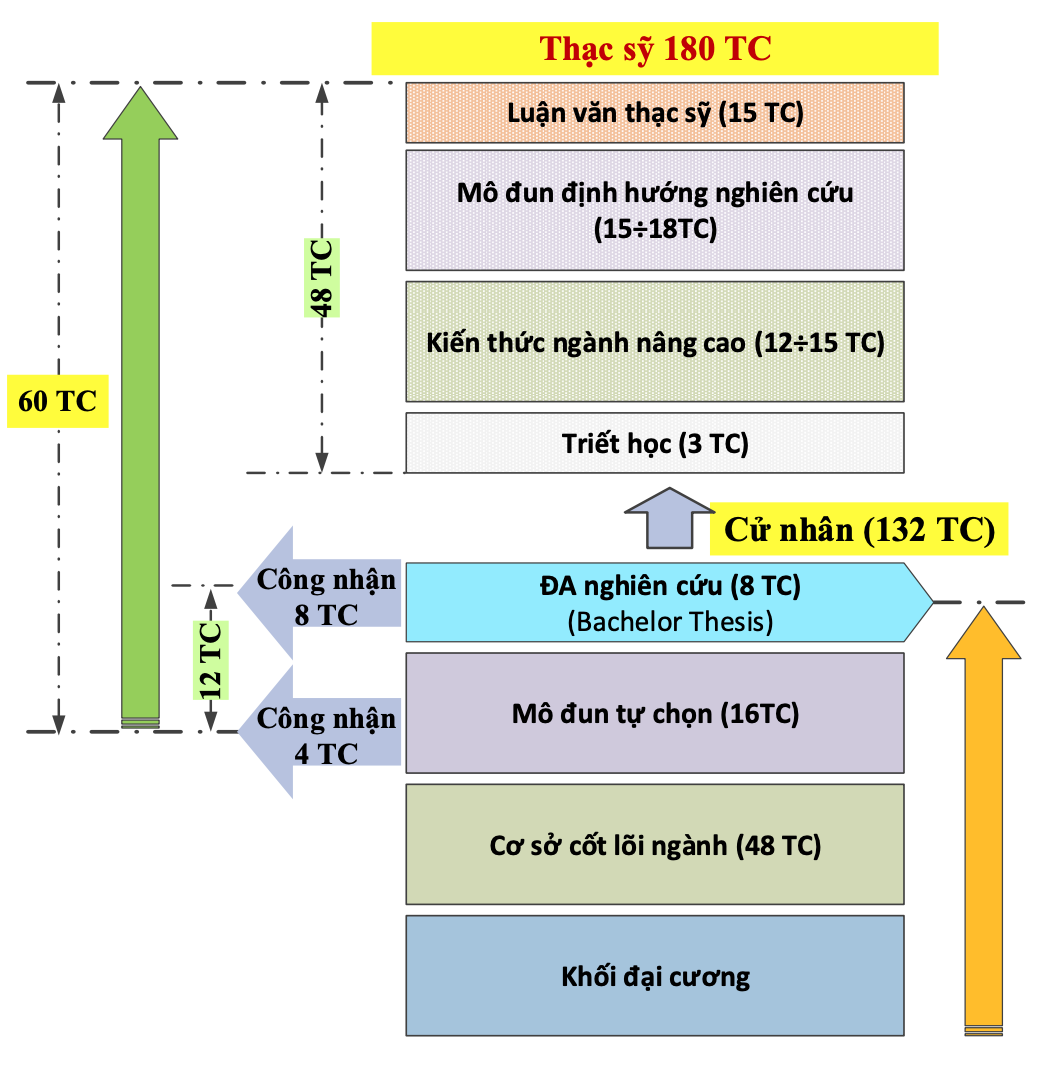 Thạc sỹ 180 TC
Luận văn thạc sỹ (15 TC)
Mô đun định hướng nghiên cứu
(15÷18TC)
48 TC
Kiến thức ngành nâng cao (12÷15 TC)
60 TC
Triết học (3 TC)
Cử nhân (132 TC)
Công nhận
8 TC
ĐA nghiên cứu (8 TC)
(Bachelor Thesis)
12 TC
Công nhận
4 TC
Mô đun tự chọn (16TC)
Cơ sở cốt lõi ngành (48 TC)
Khối đại cương